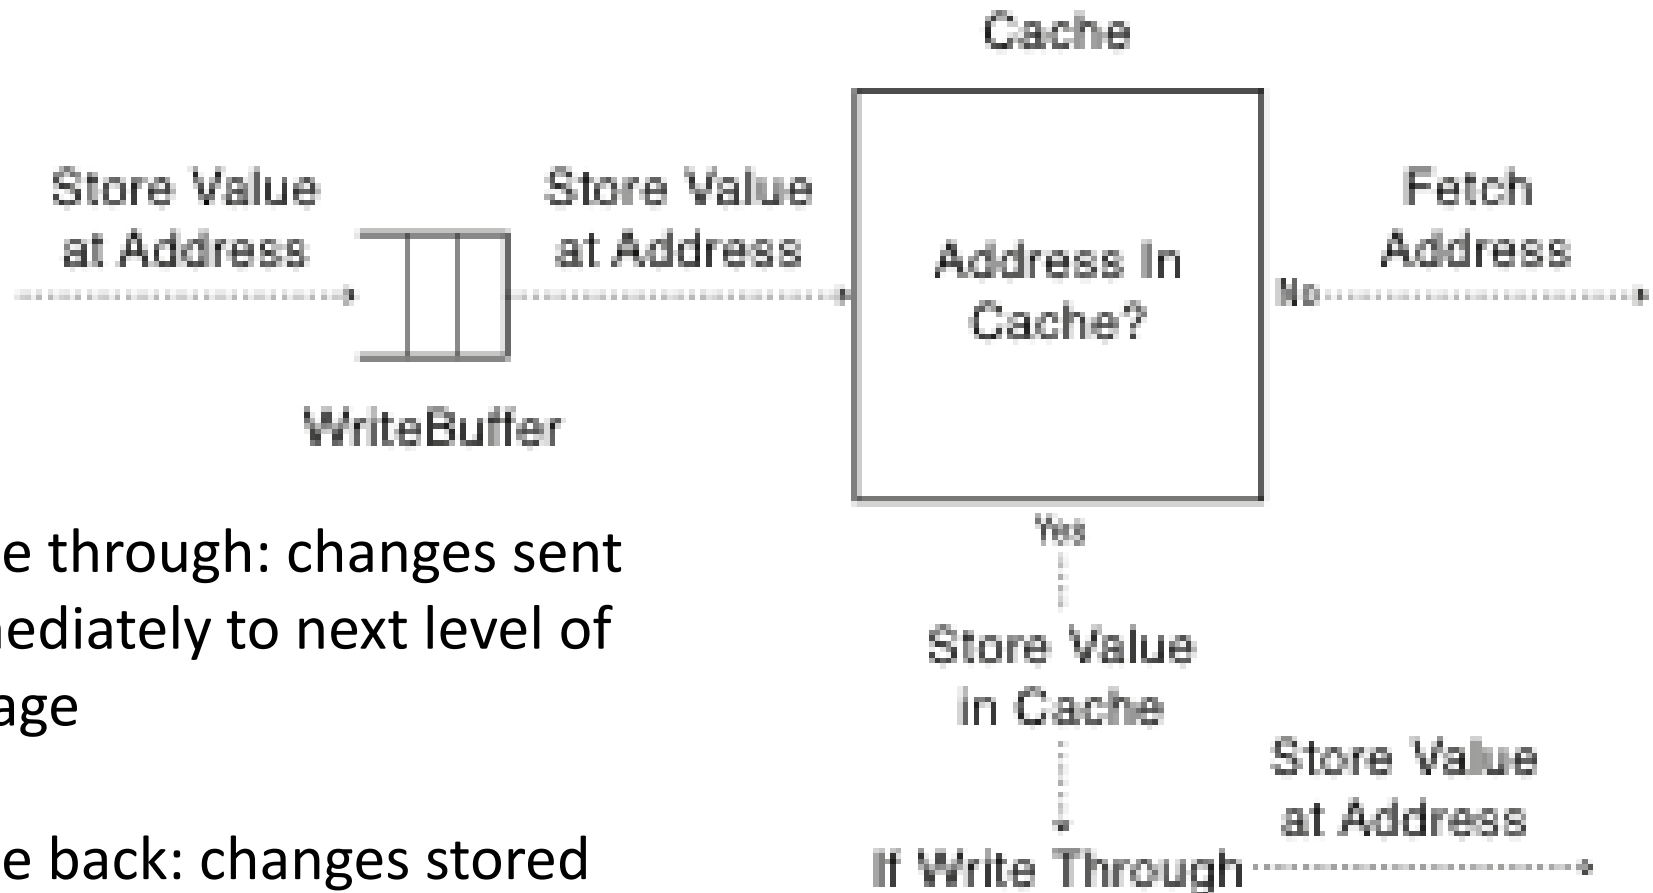 Cache
Store Value
at Address
Store Value
at Address
Fetch
Address
Address In
Cache?
No
WriteBuffer
Yes
e through: changes sent
nediately to next level of
age
Store Value
in Cache
Store Value
at Address
e back: changes stored
If Write Through